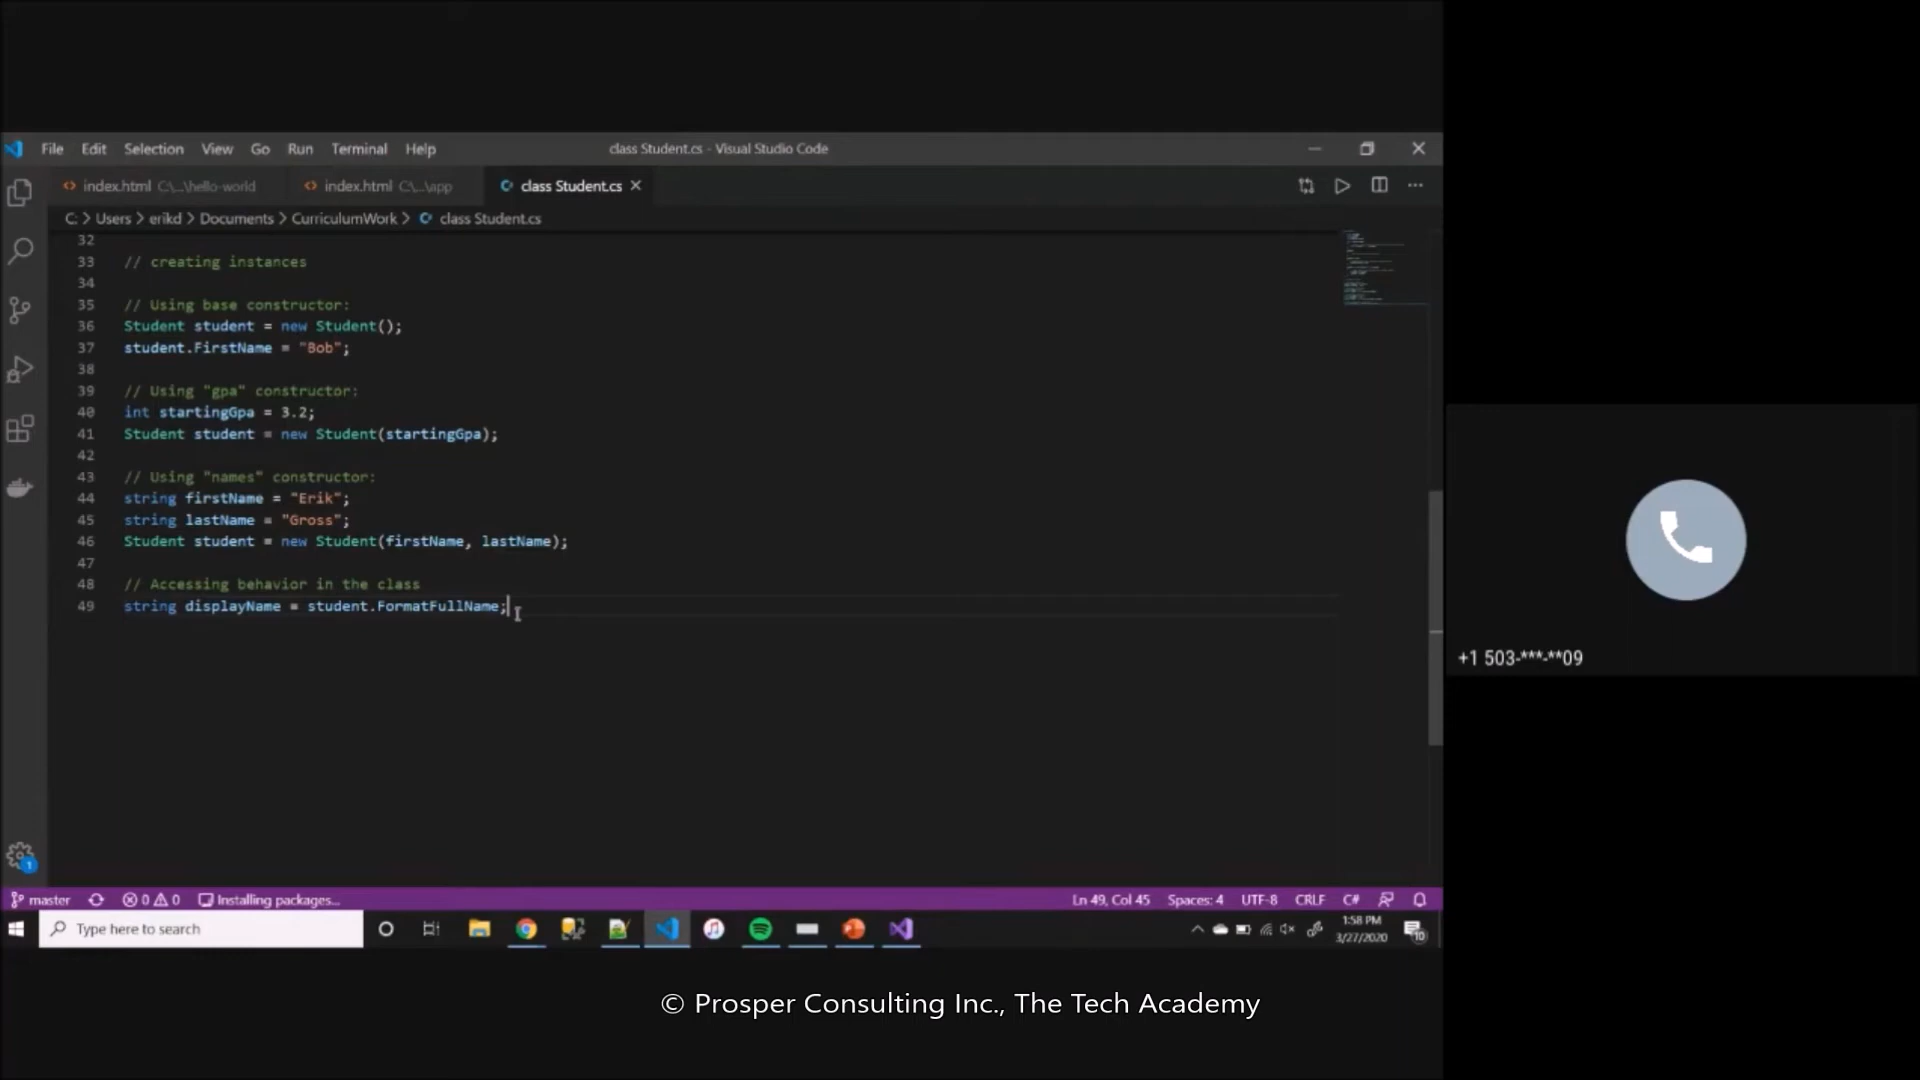 File Edit Selection View Go Run Terminal Help
class Student.cs - Visual Studio Code
index.html C:\...\hello-world
index.html C:\...\app
class Student.cs
C: > Users > erikd > Documents > CurriculumWork > class Student.cs
32
33 // creating instances
34
35 // Using base constructor:
36 Student student = new Student();
37 student.FirstName = "Bob";
38
39 // Using "gpa" constructor:
40 int startingGpa = 3.2;
41 Student student = new Student(startingGpa);
42
43 // Using "names" constructor:
44 string firstName = "Erik";
45 string lastName = "Gross";
46 Student student = new Student(firstName, lastName);
47
48 // Accessing behavior in the class
49 string displayName = student.FormatFullName;
+1 503-***-**09
1
master 0 0 Installing packages...
Ln 49, Col 45 Spaces: 4 UTF-8 CRLF C#
Type here to search
1:58 PM
3/27/2020
10
© Prosper Consulting Inc., The Tech Academy